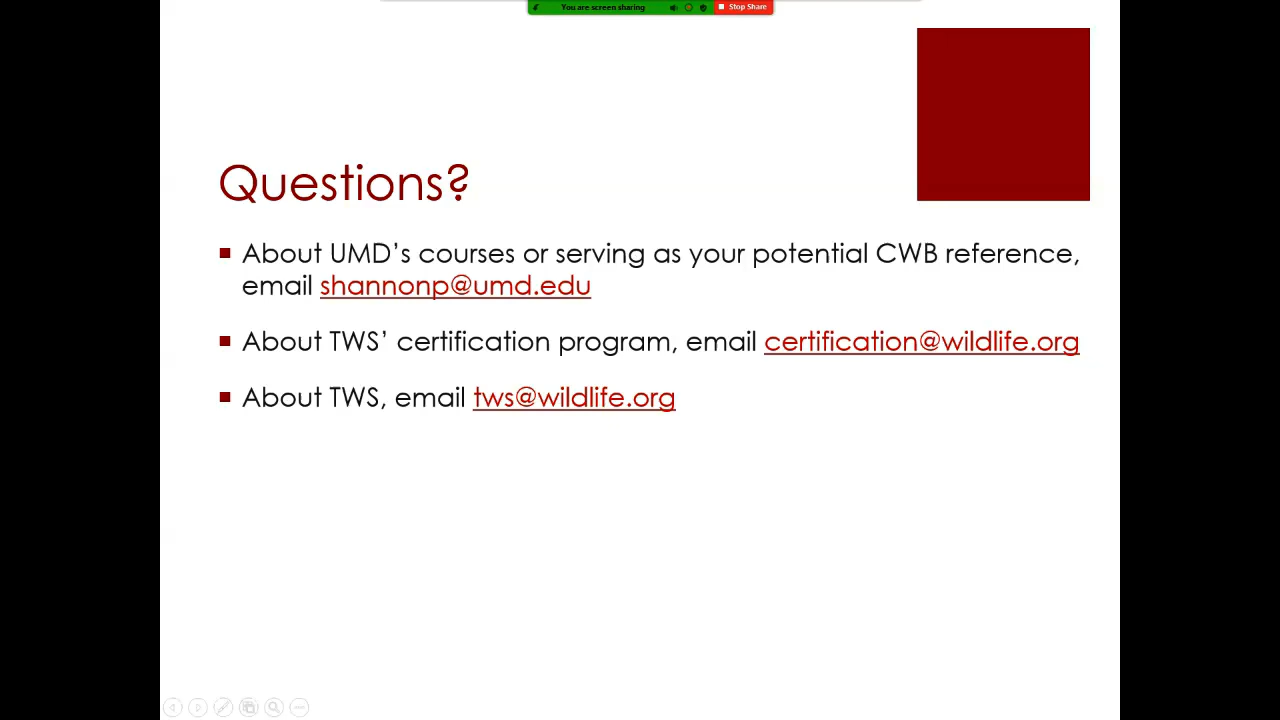 You are screen sharing
Stop Share
Questions?
About UMD’s courses or serving as your potential CWB reference,
email shannonp@umd.edu
About TWS’ certification program, email certification@wildlife.org
About TWS, email tws@wildlife.org